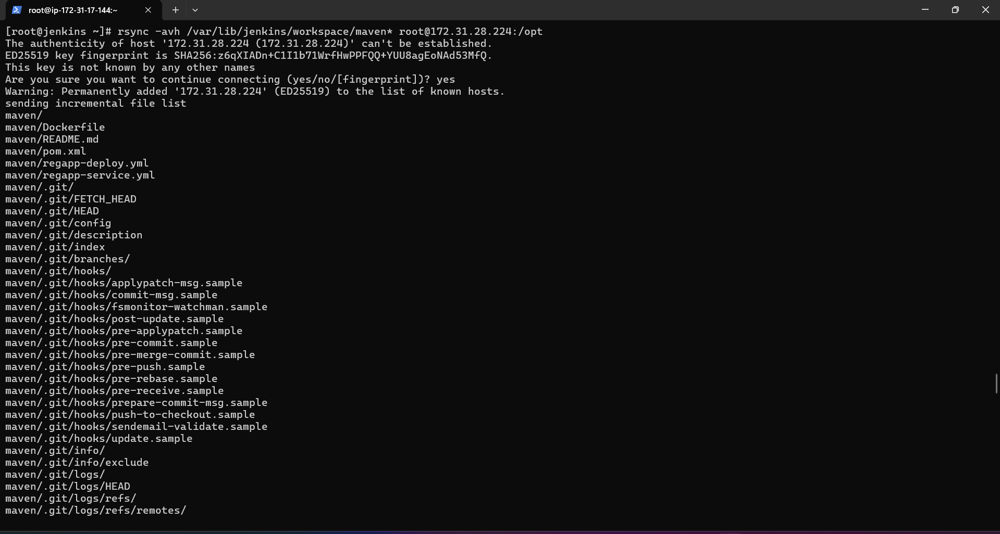 root@ip-172-31-17-144:~
[root@jenkins ~]# rsync -avh /var/lib/jenkins/workspace/maven* root@172.31.28.224:/opt
The authenticity of host '172.31.28.224 (172.31.28.224)' can't be established.
ED25519 key fingerprint is SHA256:z6qXIADn+C1I1b71WrfHwPPFQQ+YUU8agEoNAd53MfQ.
This key is not known by any other names
Are you sure you want to continue connecting (yes/no/[fingerprint])? yes
Warning: Permanently added '172.31.28.224' (ED25519) to the list of known hosts.
sending incremental file list
maven/
maven/Dockerfile
maven/README.md
maven/pom.xml
maven/regapp-deploy.yml
maven/regapp-service.yml
maven/.git/
maven/.git/FETCH_HEAD
maven/.git/HEAD
maven/.git/config
maven/.git/description
maven/.git/index
maven/.git/branches/
maven/.git/hooks/
maven/.git/hooks/applypatch-msg.sample
maven/.git/hooks/commit-msg.sample
maven/.git/hooks/fsmonitor-watchman.sample
maven/.git/hooks/post-update.sample
maven/.git/hooks/pre-applypatch.sample
maven/.git/hooks/pre-commit.sample
maven/.git/hooks/pre-merge-commit.sample
maven/.git/hooks/pre-push.sample
maven/.git/hooks/pre-rebase.sample
maven/.git/hooks/pre-receive.sample
maven/.git/hooks/prepare-commit-msg.sample
maven/.git/hooks/push-to-checkout.sample
maven/.git/hooks/sendemail-validate.sample
maven/.git/hooks/update.sample
maven/.git/info/
maven/.git/info/exclude
maven/.git/logs/
maven/.git/logs/HEAD
maven/.git/logs/refs/
maven/.git/logs/refs/remotes/